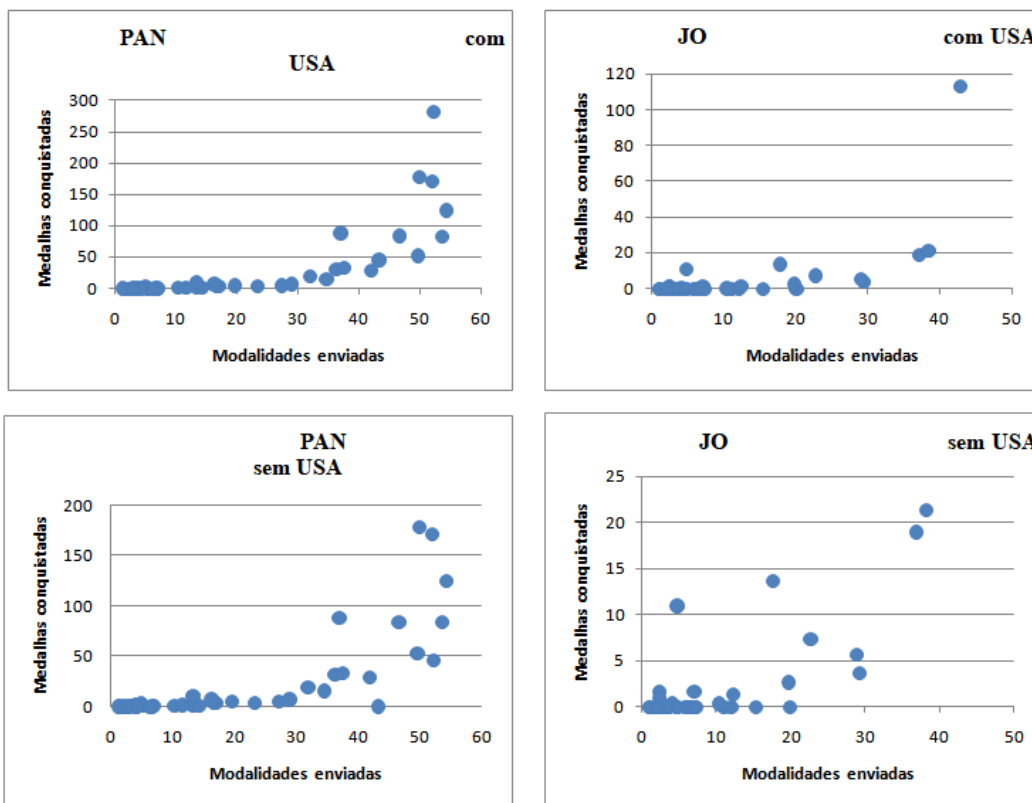 PAN com
USA
Medalhas conquistadas
300
250
200
150
100
50
0
0 10 20 30 40 50 60
Modalidades enviadas
JO com USA
Medalhas conquistadas
120
100
80
60
40
20
0
0 10 20 30 40 50
Modalidades enviadas
PAN
sem USA
Medalhas conquistadas
200
150
100
50
0
0 10 20 30 40 50 60
Modalidades enviadas
JO sem USA
Medalhas conquistadas
25
20
15
10
5
0
0 10 20 30 40 50
Modalidades enviadas